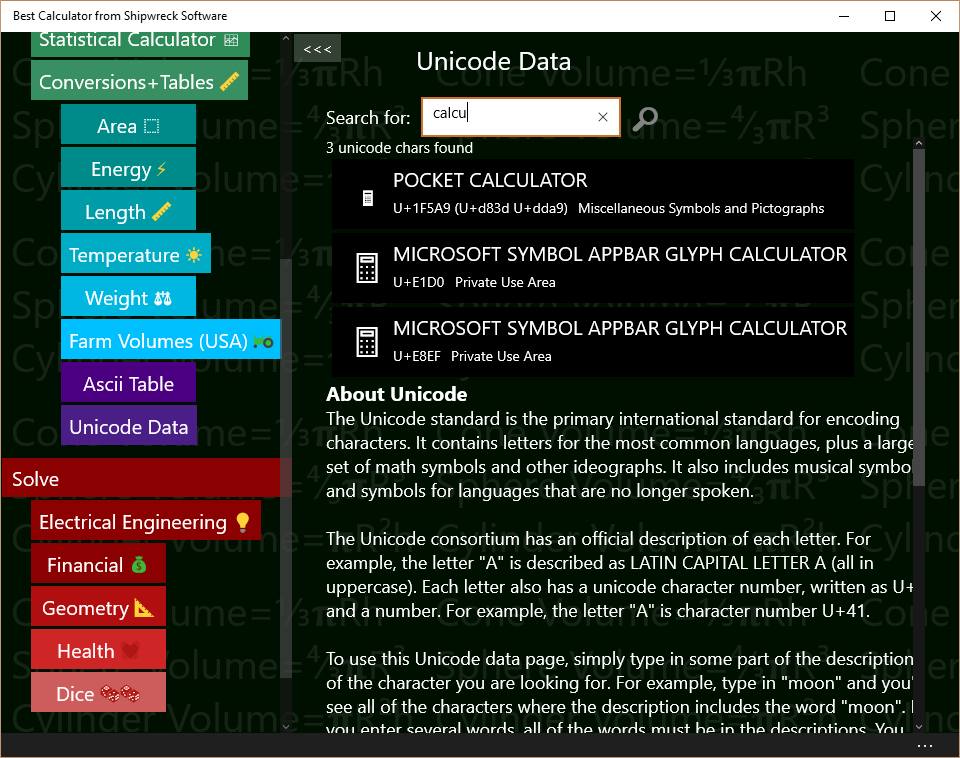 Best Calculator from Shipwreck Software
Statistical Calculator
Conversions+Tables
Area
Energy
Length
Temperature
Weight
Farm Volumes (USA)
Ascii Table
Unicode Data
Solve
Electrical Engineering
Financial
Geometry
Health
Dice
<<<
Unicode Data
Search for: calcu
3 unicode chars found
POCKET CALCULATOR
U+1F5A9 (U+d83d U+dda9) Miscellaneous Symbols and Pictographs
MICROSOFT SYMBOL APPBAR GLYPH CALCULATOR
U+E1D0 Private Use Area
MICROSOFT SYMBOL APPBAR GLYPH CALCULATOR
U+E8EF Private Use Area
About Unicode
The Unicode standard is the primary international standard for encoding
characters. It contains letters for the most common languages, plus a large
set of math symbols and other ideographs. It also includes musical symbo
and symbols for languages that are no longer spoken.
The Unicode consortium has an official description of each letter. For
example, the letter "A" is described as LATIN CAPITAL LETTER A (all in
uppercase). Each letter also has a unicode character number, written as U+
and a number. For example, the letter "A" is character number U+41.
To use this Unicode data page, simply type in some part of the description
of the character you are looking for. For example, type in "moon" and you'
see all of the characters where the description includes the word "moon".
you enter several words, all of the words must be in the descriptions. You